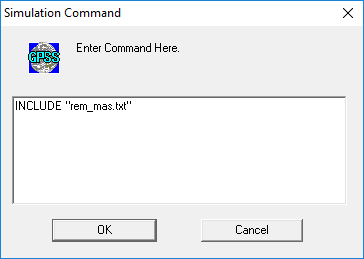 Simulation Command
GPSS
Enter Command Here.
INCLUDE "rem_mas.txt"
OK
Cancel